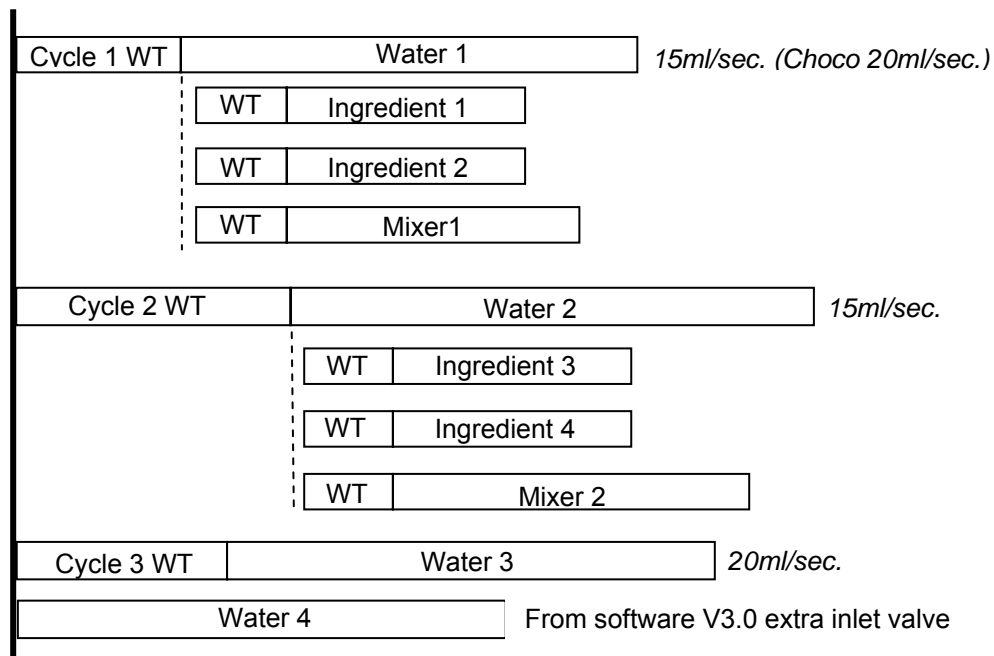 Cycle 1 WT Water 1 15ml/sec. (Choco 20ml/sec.)
WT Ingredient 1
WT Ingredient 2
WT Mixer1
Cycle 2 WT Water 2 15ml/sec.
WT Ingredient 3
WT Ingredient 4
WT Mixer 2
Cycle 3 WT Water 3 20ml/sec.
Water 4 From software V3.0 extra inlet valve